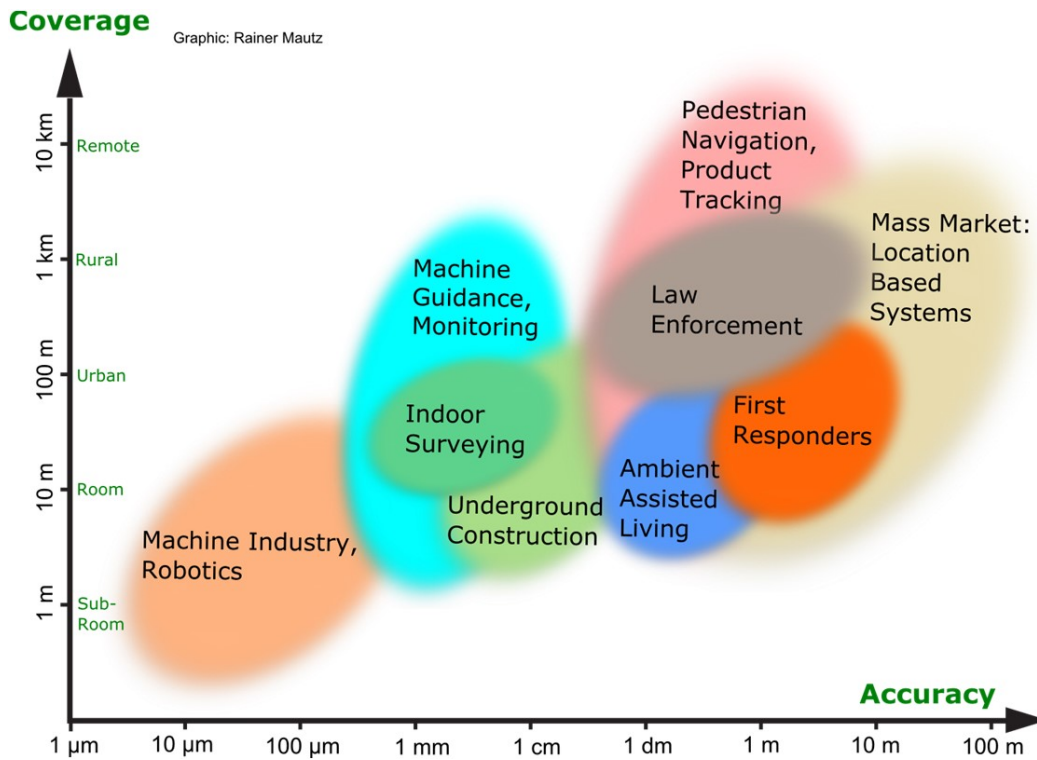 Coverage
Graphic: Rainer Mautz
10 km
Remote
1 km
Rural
100 m
Urban
10 m
Room
1 m
Sub-
Room
Pedestrian
Navigation,
Product
Tracking
Mass Market:
Location
Based
Systems
Machine
Guidance,
Monitoring
Law
Enforcement
Indoor
Surveying
First
Responders
Ambient
Assisted
Living
Underground
Construction
Machine Industry,
Robotics
Accuracy
1 µm
10 µm
100 µm
1 mm
1 cm
1 dm
1 m
10 m
100 m